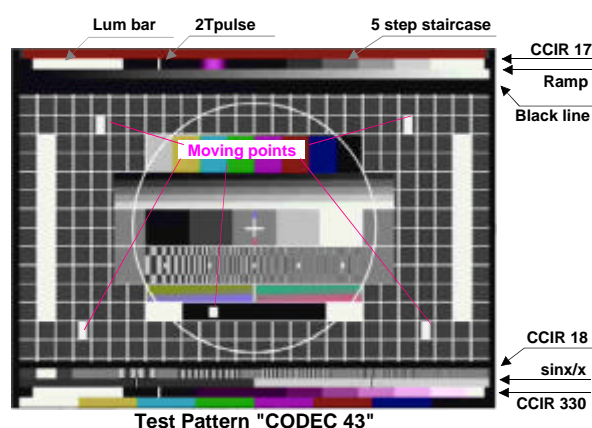 Lum bar
2Tpulse
5 step staircase
CCIR 17
Ramp
Black line
Moving points
CCIR 18
sinx/x
CCIR 330
Test Pattern "CODEC 43"